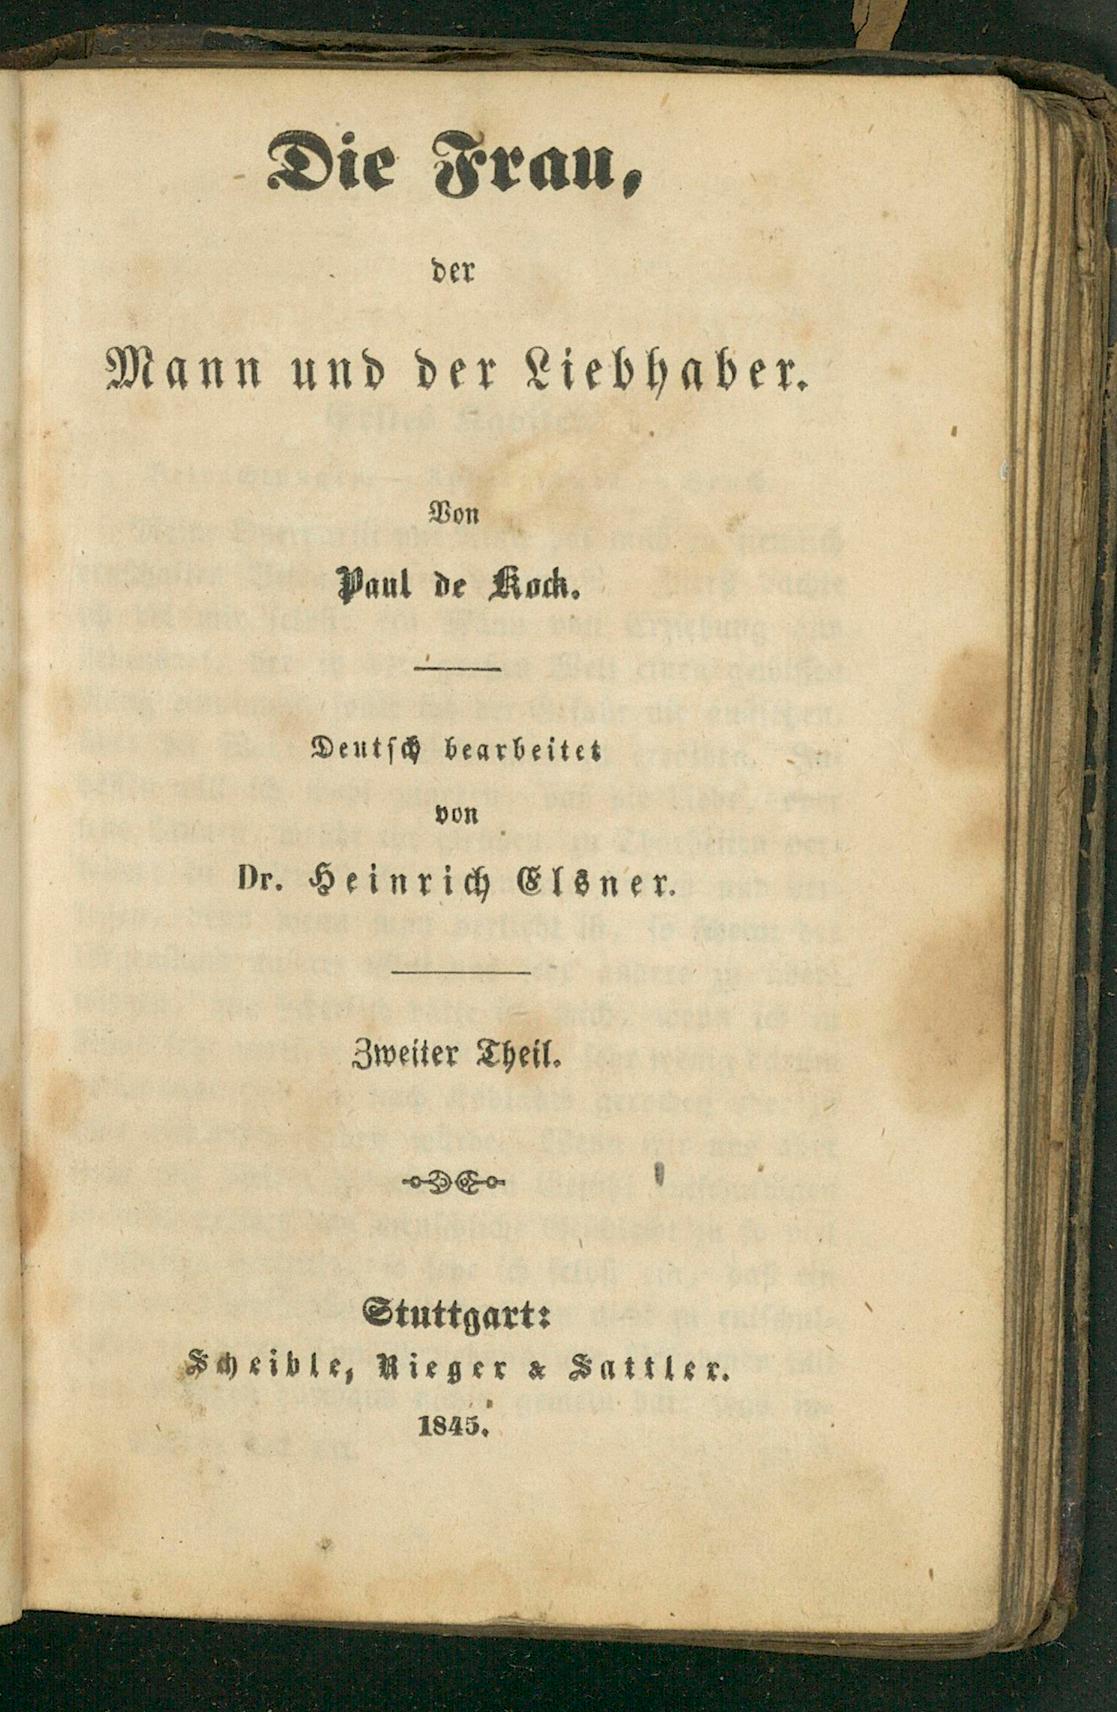 Die Frau,
der
Mann und der Liebhaber.
Von
Paul de Kock.
Deutsch bearbeitet
von
Dr. Heinrich Elsner.
Zweiter Theil.
Stuttgart:
Scheible, Rieger & Sattler.
1845.